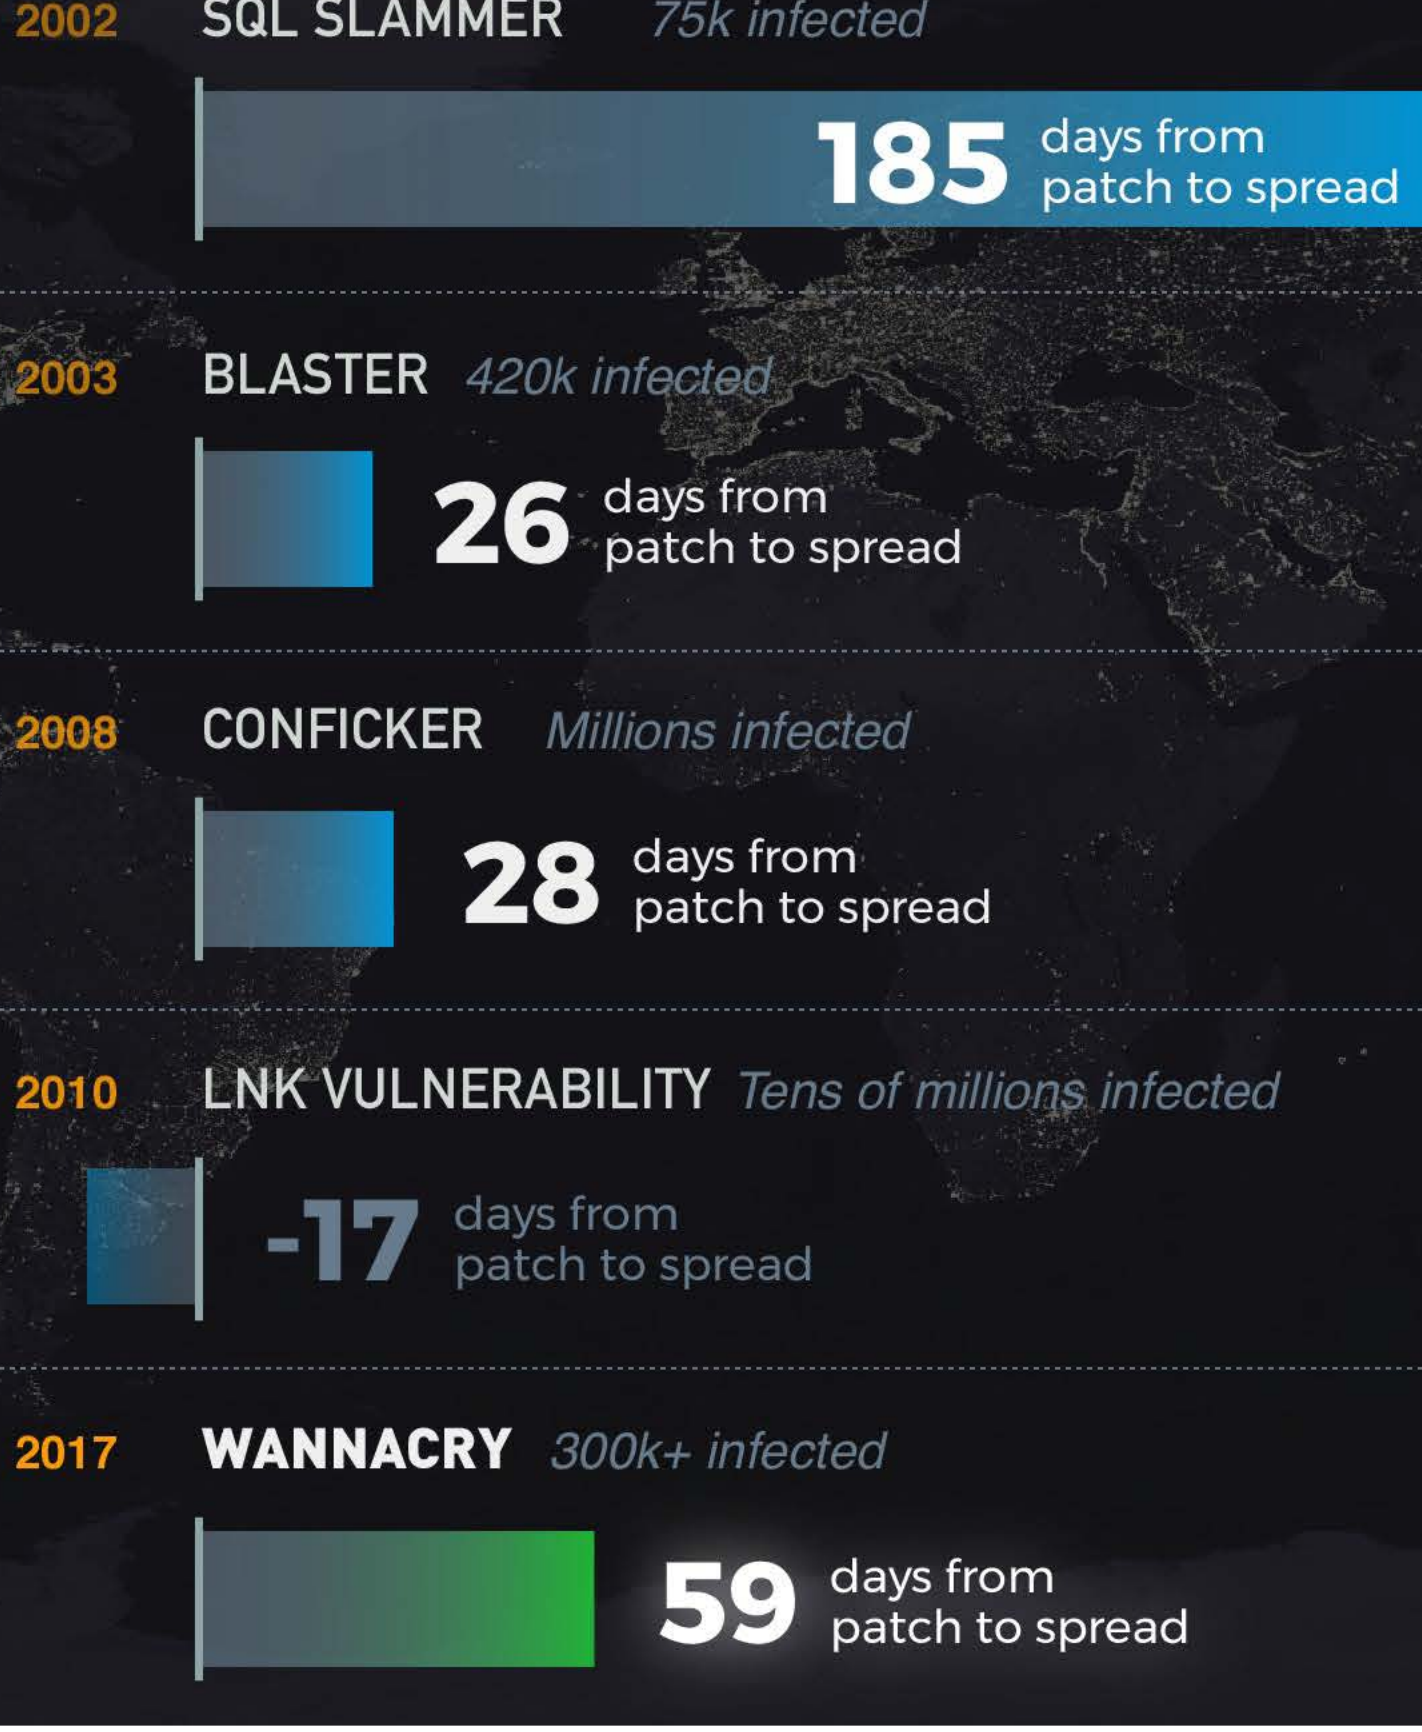 2002 SQL SLAMMER 75k infected
185 days from
patch to spread
2003 BLASTER 420k infected
26 days from
patch to spread
2008 CONFICKER Millions infected
28 days from
patch to spread
2010 LNK VULNERABILITY Tens of millions infected
-17 days from
patch to spread
2017 WANNACRY 300k+ infected
59 days from
patch to spread